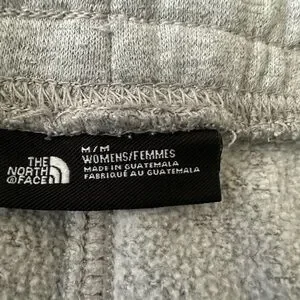 THE
NORTH
FACE
M/M
WOMENS/FEMMES
MADE IN GUATEMALA
FABRIQUÉ AU GUATEMALA